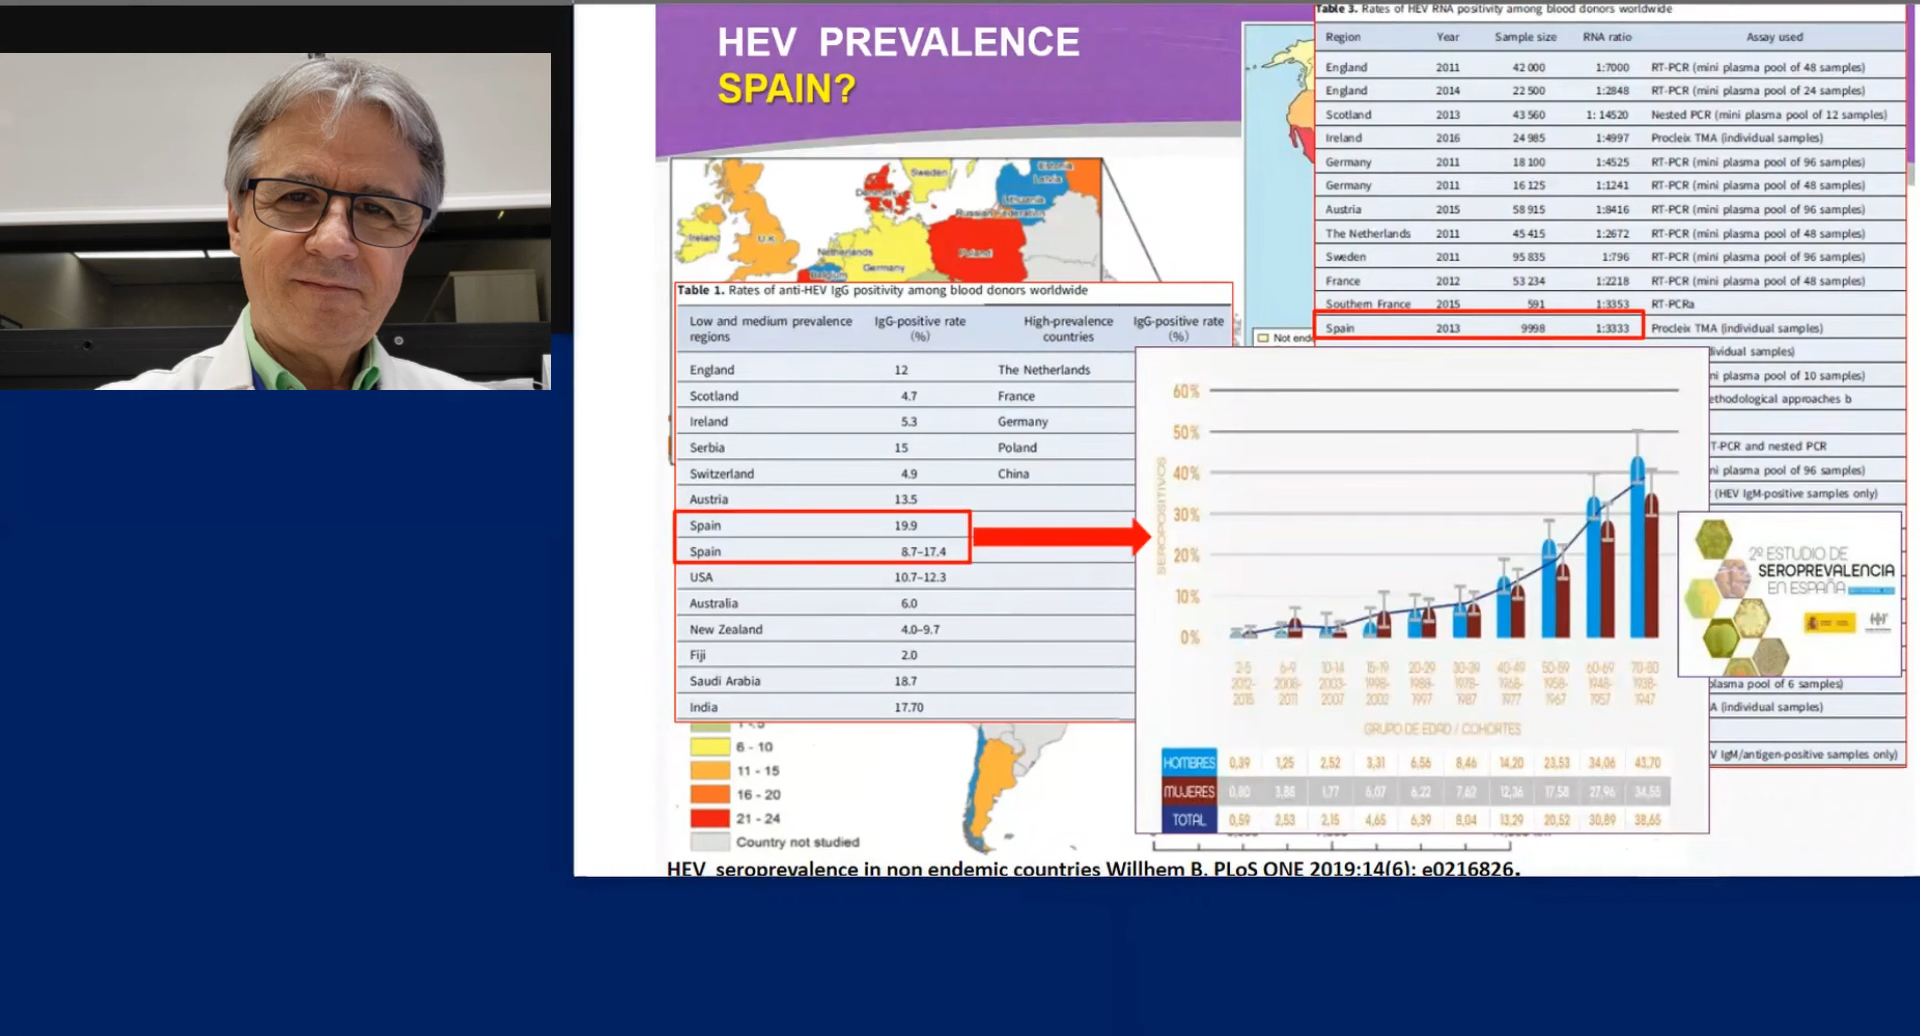 HEV PREVALENCE
SPAIN?
Sweden
Estonia
Latvia
Lithuania
Denmark
Russian Federation
Ireland
U.K.
Netherlands
Poland
Belgium
Germany
Table 1. Rates of anti-HEV IgG positivity among blood donors worldwide
Low and medium prevalence regions IgG-positive rate (%) High-prevalence countries IgG-positive rate (%)
England 12 The Netherlands
Scotland 4.7 France
Ireland 5.3 Germany
Serbia 15 Poland
Switzerland 4.9 China
Austria 13.5
Spain 19.9
Spain 8.7–17.4
USA 10.7–12.3
Australia 6.0
New Zealand 4.0–9.7
Fiji 2.0
Saudi Arabia 18.7
India 17.70
6 - 10
11 - 15
16 - 20
21 - 24
Country not studied
Table 3. Rates of HEV RNA positivity among blood donors worldwide
Region Year Sample size RNA ratio Assay used
England 2011 42 000 1:7000 RT-PCR (mini plasma pool of 48 samples)
England 2014 22 500 1:2848 RT-PCR (mini plasma pool of 24 samples)
Scotland 2013 43 560 1: 14520 Nested PCR (mini plasma pool of 12 samples)
Ireland 2016 24 985 1:4997 Procleix TMA (individual samples)
Germany 2011 18 100 1:4525 RT-PCR (mini plasma pool of 96 samples)
Germany 2011 16 125 1:1241 RT-PCR (mini plasma pool of 48 samples)
Austria 2015 58 915 1:8416 RT-PCR (mini plasma pool of 96 samples)
The Netherlands 2011 45 415 1:2672 RT-PCR (mini plasma pool of 48 samples)
Sweden 2011 95 835 1:796 RT-PCR (mini plasma pool of 96 samples)
France 2012 53 234 1:2218 RT-PCR (mini plasma pool of 48 samples)
Southern France 2015 591 1:3353 RT-PCRa
Spain 2013 9998 1:3333 Procleix TMA (individual samples)
Not end
samples)
plasma pool of 10 samples)
approaches b
T-PCR and nested PCR
plasma pool of 96 samples)
(HEV IgM-positive samples only)
plasma pool of 6 samples)
A (individual samples)
IgM/antigen-positive samples only)
60%
50%
40%
30%
20%
10%
0%
SEROPOSITIVOS
2-5 6-9 10-14 15-19 20-29 30-39 40-49 50-59 60-69 70-80
2012- 2008- 2003- 1998- 1988- 1978- 1968- 1958- 1948- 1938-
2015 2011 2007 2002 1997 1987 1977 1967 1957 1947
GRUPO DE EDAD / COHORTES
HOMBRES 0,39 1,25 2,52 3,31 6,56 8,46 14,20 23,53 34,06 43,70
MUJERES 0,80 3,88 1,77 6,07 6,22 7,62 12,36 17,58 27,96 34,55
TOTAL 0,59 2,53 2,15 4,65 6,39 8,04 13,29 20,52 30,89 38,65
2º ESTUDIO DE
SEROPREVALENCIA
EN ESPAÑA
HEV seroprevalence in non endemic countries Willhem B. PLoS ONE 2019:14(6): e0216826.